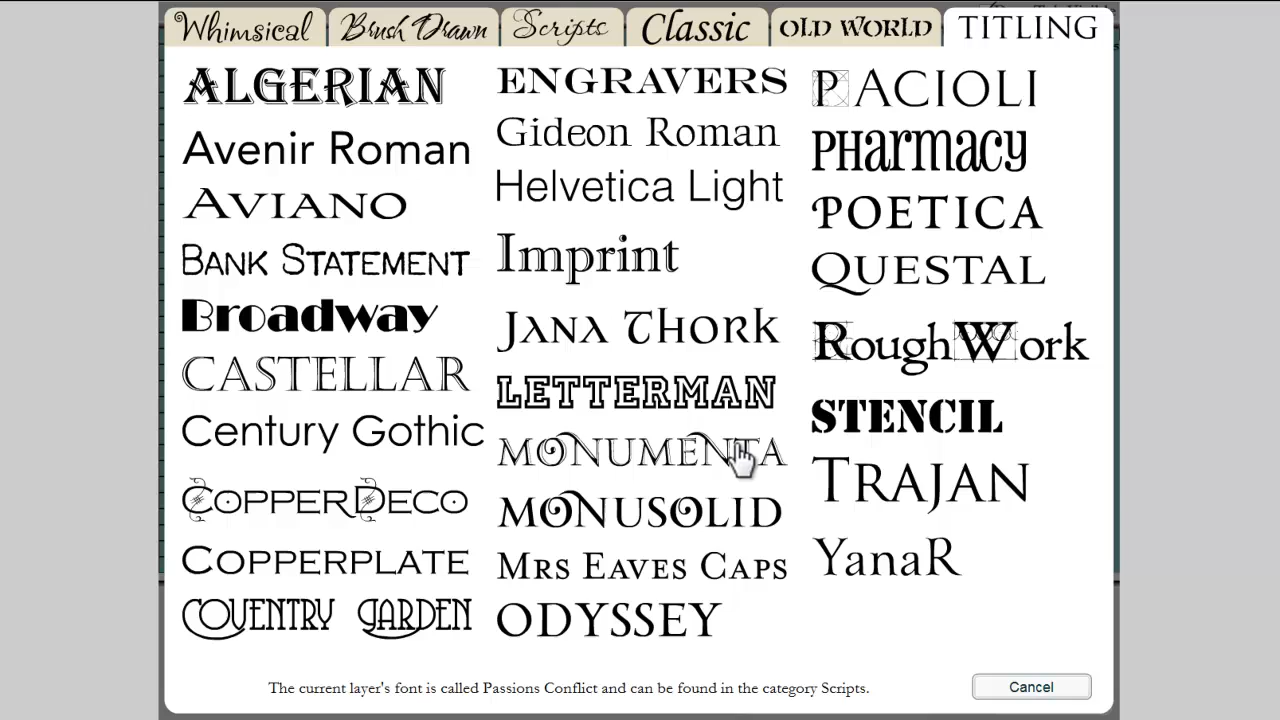 Whimsical
Brush Drawn
Scripts
Classic
OLD WORLD
TITLING
ALGERIAN
Avenir Roman
AVIANO
BANK STATEMENT
Broadway
CASTELLAR
Century Gothic
COPPERDECO
COPPERPLATE
COVENTRY GARDEN
ENGRAVERS
Gideon Roman
Helvetica Light
Imprint
JANA THORK
LETTERMAN
MONUMENTA
MONUSOLID
MRS EAVES CAPS
ODYSSEY
PACIOLI
PHarmacy
POETICA
QUESTAL
RoughWork
STENCIL
TRAJAN
YanaR
The current layer's font is called Passions Conflict and can be found in the category Scripts.
Cancel